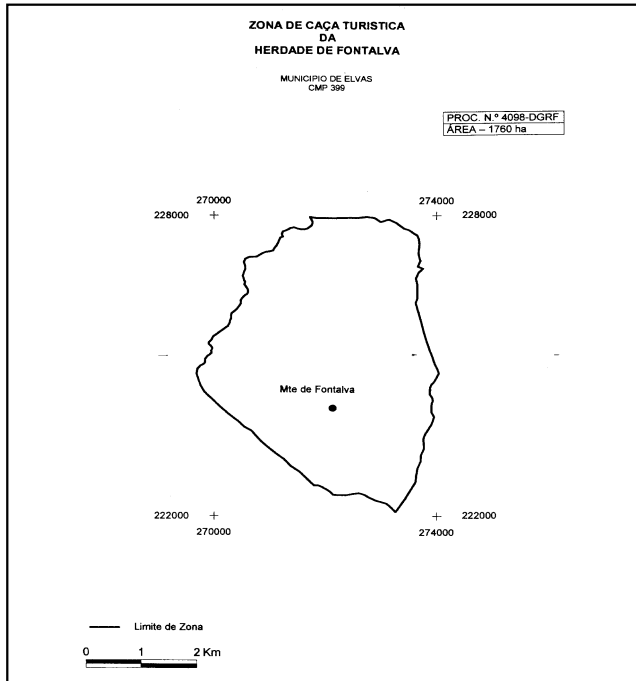 ZONA DE CAÇA TURISTICA
DA
HERDADE DE FONTALVA
MUNICIPIO DE ELVAS
CMP 399
PROC. N.º 4098-DGRF
ÁREA – 1760 ha
270000
274000
228000
228000
Mte de Fontalva
222000
222000
270000
274000
Limite de Zona
0 1 2 Km